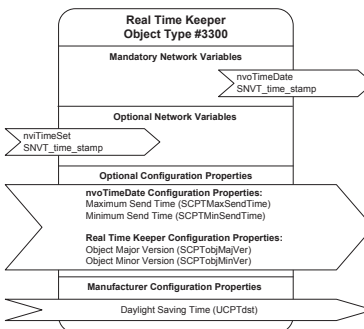 Real Time Keeper
Object Type #3300
Mandatory Network Variables
nvoTimeDate
SNVT_time_stamp
Optional Network Variables
nviTimeSet
SNVT_time_stamp
Optional Configuration Properties
nvoTimeDate Configuration Properties:
Maximum Send Time (SCPTMaxSendTime)
Minimum Send Time (SCPTMinSendTime)
Real Time Keeper Configuration Properties:
Object Major Version (SCPTobjMajVer)
Object Minor Version (SCPTobjMinVer)
Manufacturer Configuration Properties
Daylight Saving Time (UCPTdst)